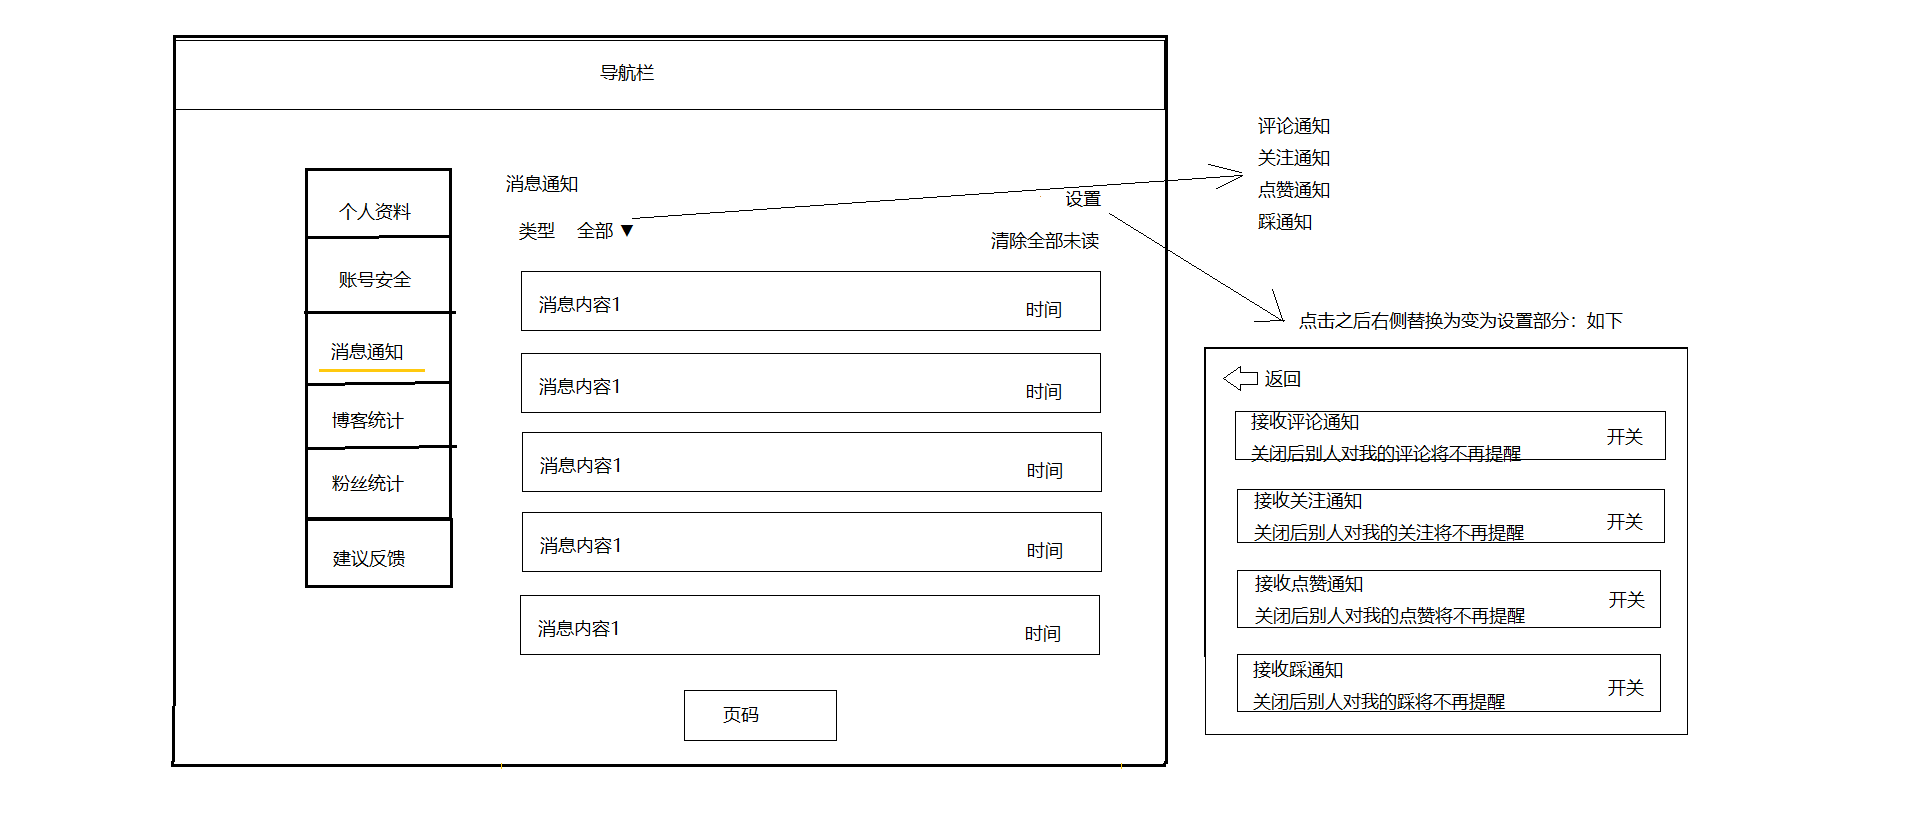 导航栏
个人资料
账号安全
消息通知
博客统计
粉丝统计
建议反馈
消息通知
设置
类型 全部 ▼
清除全部未读
消息内容1 时间
消息内容1 时间
消息内容1 时间
消息内容1 时间
消息内容1 时间
页码
评论通知
关注通知
点赞通知
踩通知
点击之后右侧替换为变为设置部分：如下
返回
接收评论通知
关闭后别人对我的评论将不再提醒
开关
接收关注通知
关闭后别人对我的关注将不再提醒
开关
接收点赞通知
关闭后别人对我的点赞将不再提醒
开关
接收踩通知
关闭后别人对我的踩将不再提醒
开关